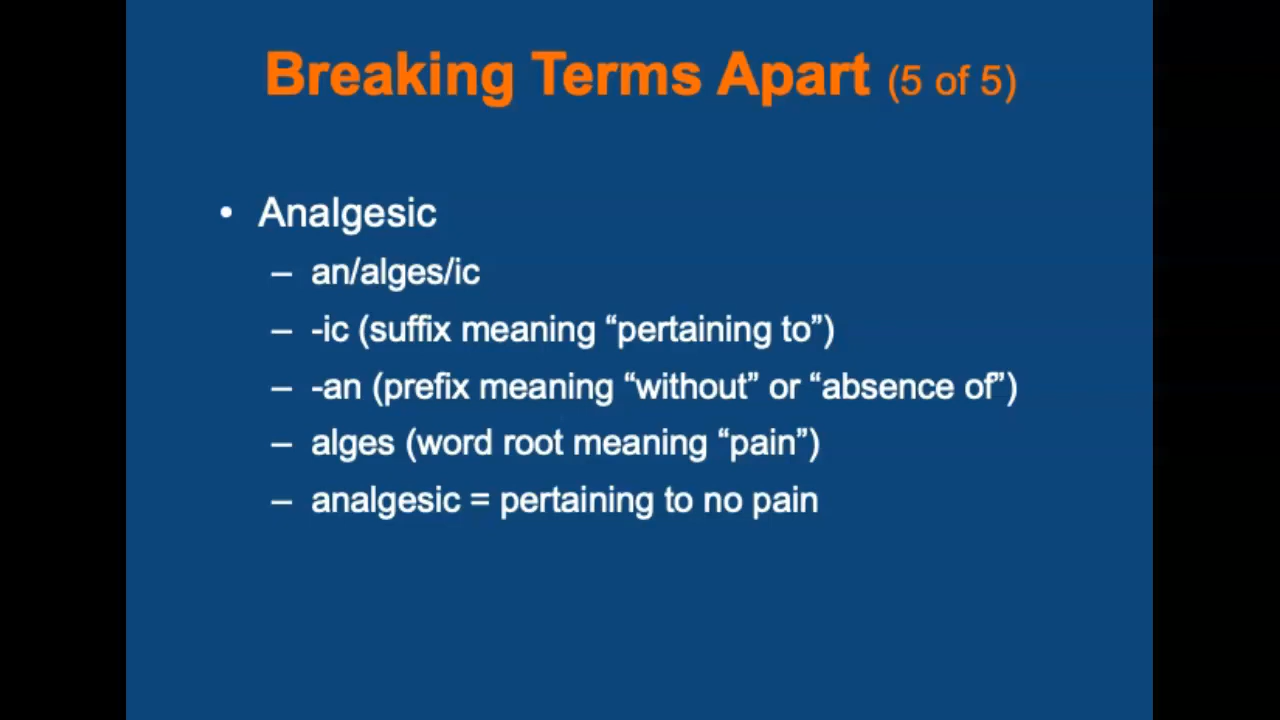 Breaking Terms Apart (5 of 5)
• Analgesic
– an/alges/ic
– -ic (suffix meaning “pertaining to”)
– -an (prefix meaning “without” or “absence of”)
– alges (word root meaning “pain”)
– analgesic = pertaining to no pain